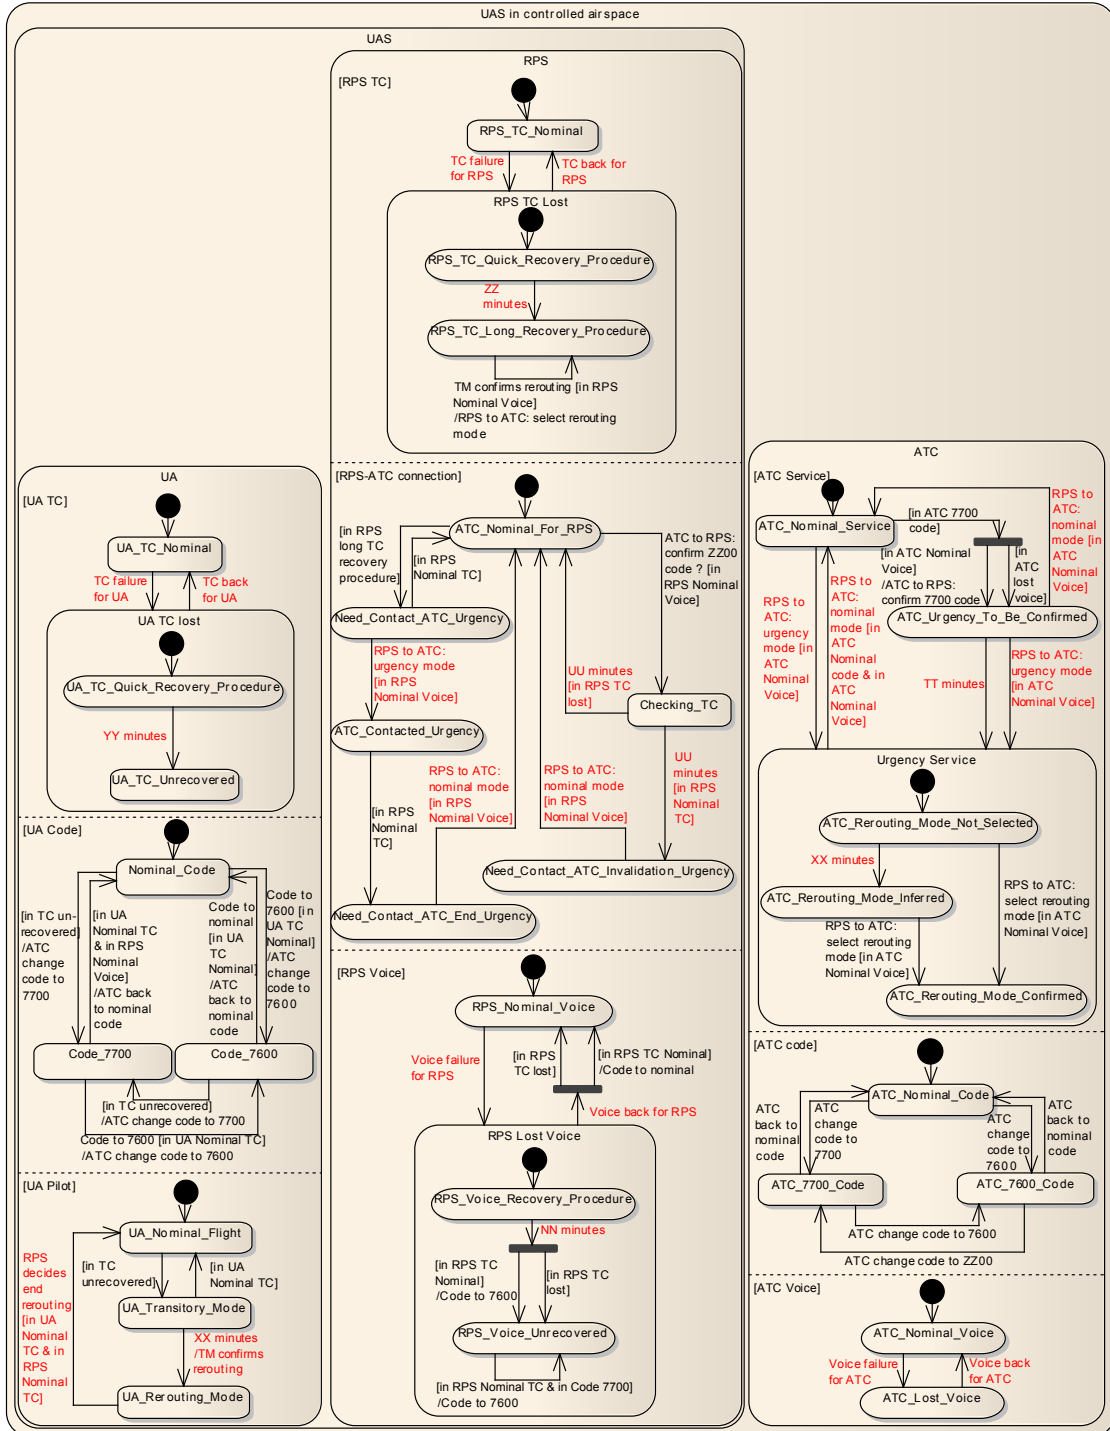 UAS in controlled airspace
UAS
RPS
[RPS TC]
RPS_TC_Nominal
TC failure
for RPS
TC back for
RPS
RPS TC Lost
RPS_TC_Quick_Recovery_Procedure
ZZ
minutes
RPS_TC_Long_Recovery_Procedure
TM confirms rerouting [in RPS
Nominal Voice]
/RPS to ATC: select rerouting
mode
UA
[UA TC]
UA_TC_Nominal
TC failure
for UA
TC back
for UA
UA TC lost
UA_TC_Quick_Recovery_Procedure
YY minutes
UA_TC_Unrecovered
[UA Code]
Nominal_Code
[in TC un-
recovered]
/ATC
change
code to
7700
[in UA
Nominal TC
& in RPS
Nominal
Voice]
/ATC back
to nominal
code
Code to
nominal
[in UA
TC
Nominal]
/ATC
back to
nominal
code
Code to
7600 [in
UA TC
Nominal]
/ATC
change
code to
7600
Code_7700
Code_7600
[in TC unrecovered]
/ATC change code to 7700
Code to 7600 [in UA Nominal TC]
/ATC change code to 7600
[UA Pilot]
UA_Nominal_Flight
RPS
decides
end
rerouting
[in UA
Nominal
TC & in
RPS
Nominal
TC]
[in TC
unrecovered]
[in UA
Nominal TC]
UA_Transitory_Mode
XX minutes
/TM confirms
rerouting
UA_Rerouting_Mode
[RPS-ATC connection]
ATC_Nominal_For_RPS
[in RPS
long TC
recovery
procedure]
[in RPS
Nominal TC]
ATC to RPS:
confirm ZZ00
code ? [in
RPS Nominal
Voice]
Need_Contact_ATC_Urgency
RPS to ATC:
urgency mode
[in RPS
Nominal Voice]
UU minutes
[in RPS TC
lost]
Checking_TC
ATC_Contacted_Urgency
[in RPS
Nominal
TC]
RPS to ATC:
nominal mode
[in RPS
Nominal Voice]
RPS to ATC:
nominal mode
[in RPS
Nominal Voice]
UU
minutes
[in RPS
Nominal
TC]
Need_Contact_ATC_Invalidation_Urgency
Need_Contact_ATC_End_Urgency
[RPS Voice]
RPS_Nominal_Voice
Voice failure
for RPS
[in RPS
TC lost]
[in RPS TC Nominal]
/Code to nominal
Voice back for RPS
RPS Lost Voice
RPS_Voice_Recovery_Procedure
NN minutes
[in RPS TC
Nominal]
/Code to 7600
[in RPS TC
lost]
RPS_Voice_Unrecovered
[in RPS Nominal TC & in Code 7700]
/Code to 7600
ATC
[ATC Service]
ATC_Nominal_Service
[in ATC 7700
code]
RPS to
ATC:
nominal
mode [in
ATC
Nominal
Voice]
[in ATC Nominal
Voice]
/ATC to RPS:
confirm 7700 code
[in
ATC
lost
voice]
ATC_Urgency_To_Be_Confirmed
RPS to
ATC:
urgency
mode [in
ATC
Nominal
Voice]
RPS to
ATC:
nominal
mode [in
ATC
Nominal
code & in
ATC
Nominal
Voice]
TT minutes
RPS to ATC:
urgency mode
[in ATC
Nominal Voice]
Urgency Service
ATC_Rerouting_Mode_Not_Selected
XX minutes
ATC_Rerouting_Mode_Inferred
RPS to ATC:
select rerouting
mode [in ATC
Nominal Voice]
RPS to ATC:
select rerouting
mode [in ATC
Nominal Voice]
ATC_Rerouting_Mode_Confirmed
[ATC code]
ATC_Nominal_Code
ATC
back to
nominal
code
ATC
change
code to
7700
ATC
change
code to
7600
ATC
back to
nominal
code
ATC_7700_Code
ATC_7600_Code
ATC change code to 7600
ATC change code to ZZ00
[ATC Voice]
ATC_Nominal_Voice
Voice failure
for ATC
Voice back
for ATC
ATC_Lost_Voice